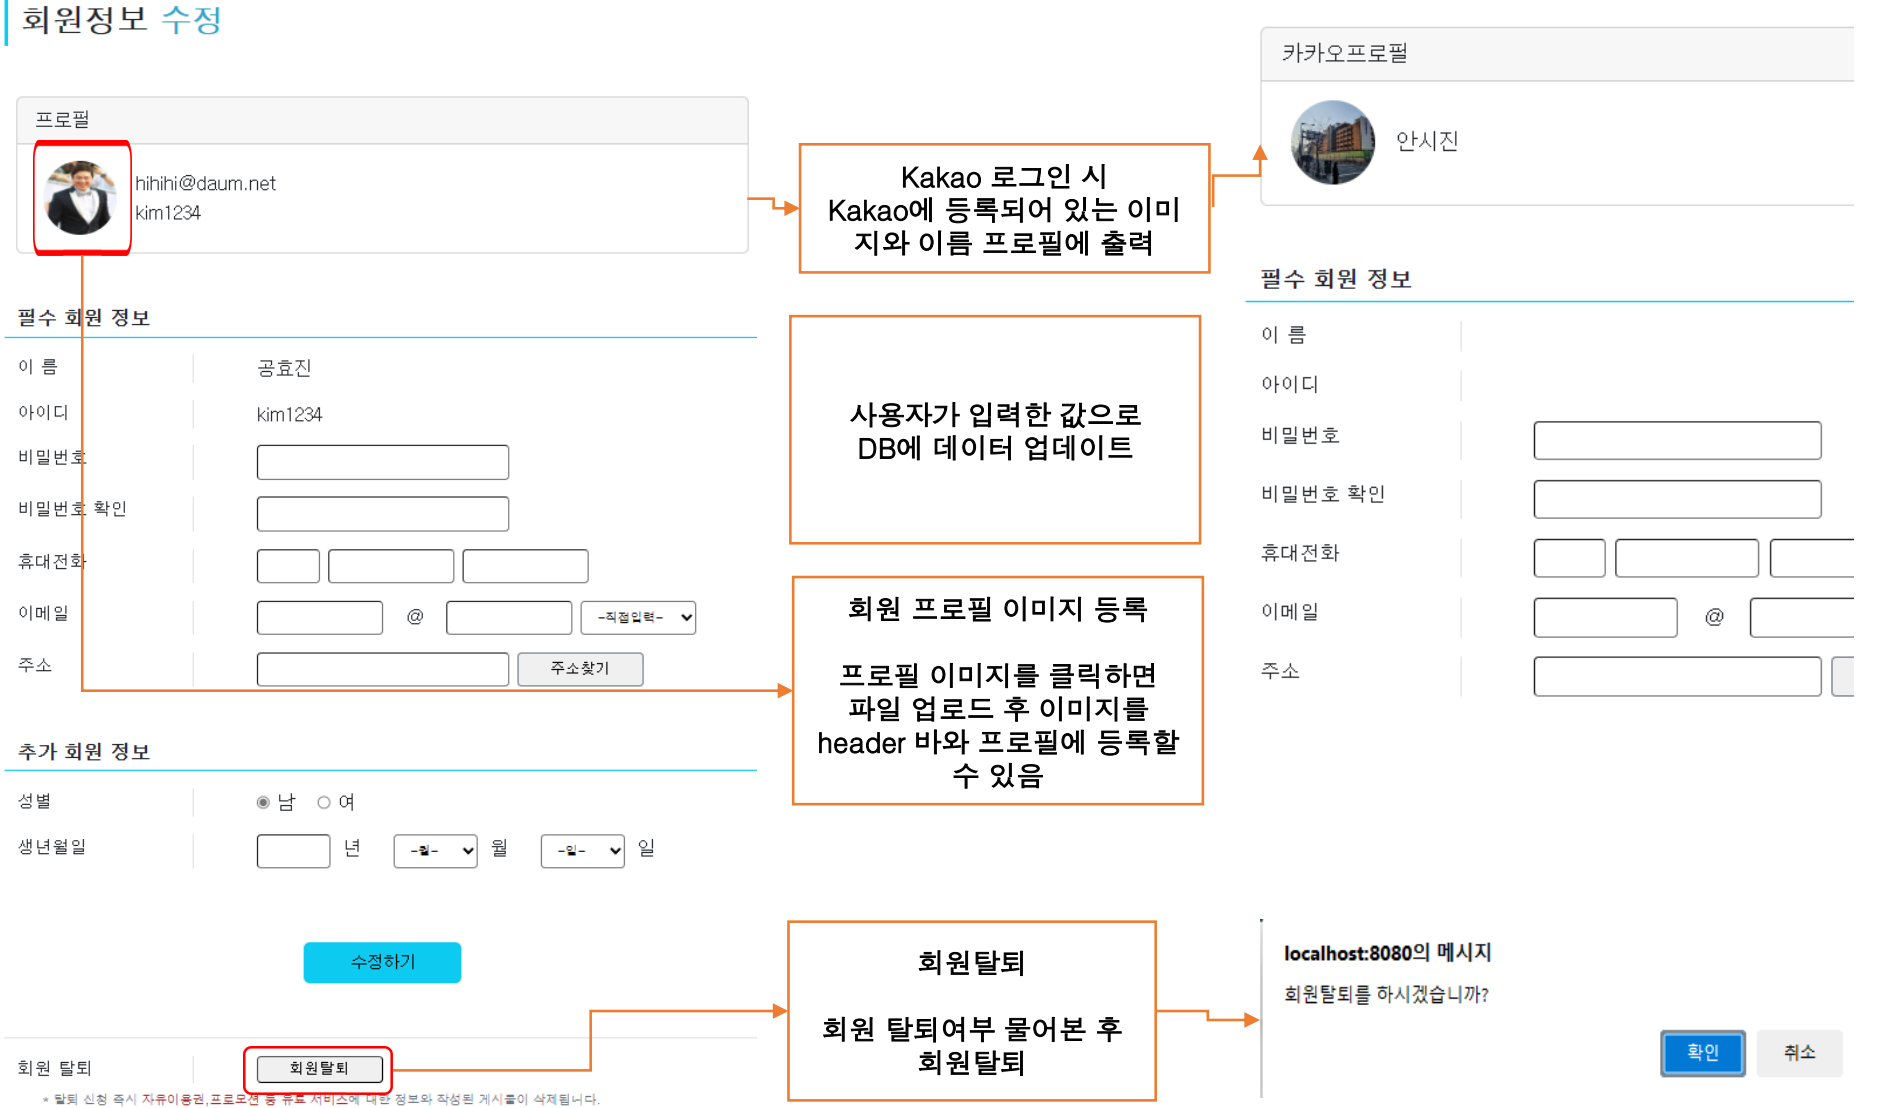 회원정보 수정
프로필
hihihi@daum.net
kim1234
필수 회원 정보
이 름
공효진
아이디
kim1234
비밀번호
비밀번호 확인
휴대전화
이메일
@
-직접입력-
주소
주소찾기
추가 회원 정보
성별
남
여
생년월일
년
-월-
월
-일-
일
수정하기
회원 탈퇴
회원탈퇴
* 탈퇴 신청 즉시 자유이용권,프로모션 등 유료 서비스에 대한 정보와 작성된 게시물이 삭제됩니다.
Kakao 로그인 시
Kakao에 등록되어 있는 이미
지와 이름 프로필에 출력
사용자가 입력한 값으로
DB에 데이터 업데이트
회원 프로필 이미지 등록
프로필 이미지를 클릭하면
파일 업로드 후 이미지를
header 바와 프로필에 등록할
수 있음
회원탈퇴
회원 탈퇴여부 물어본 후
회원탈퇴
카카오프로필
안시진
필수 회원 정보
이 름
아이디
비밀번호
비밀번호 확인
휴대전화
이메일
@
주소
localhost:8080의 메시지
회원탈퇴를 하시겠습니까?
확인
취소